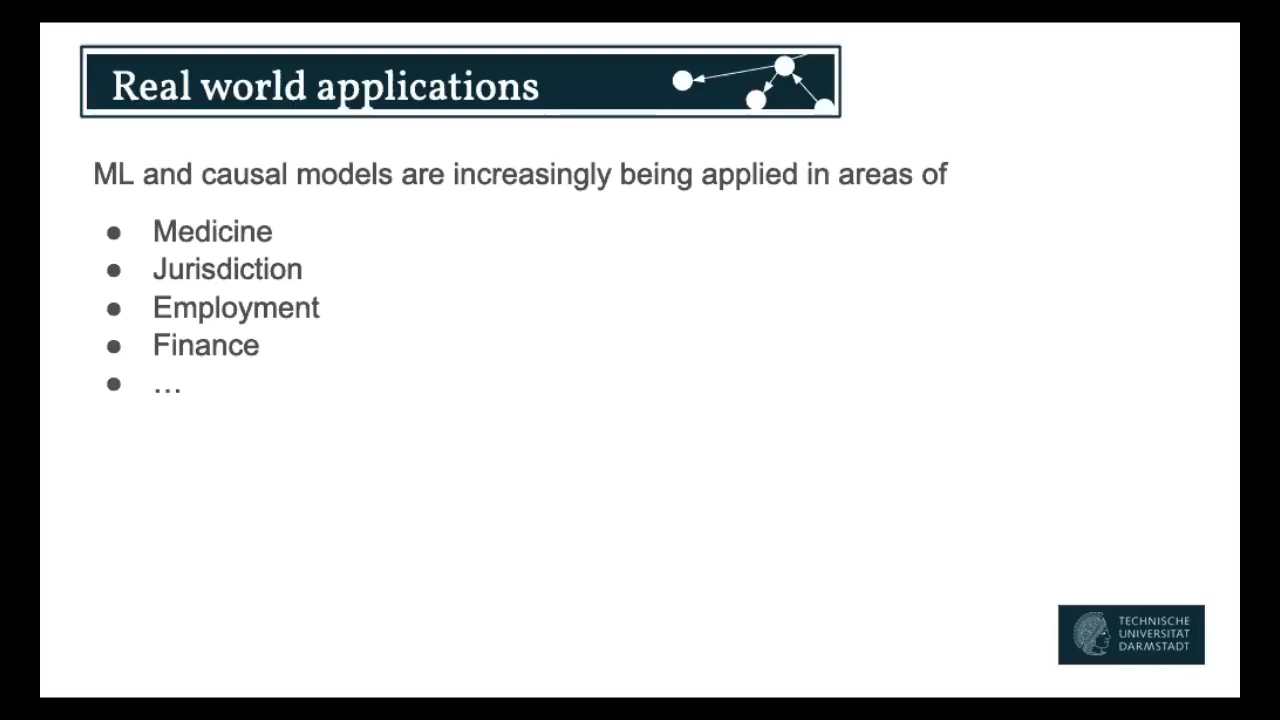 Real world applications
ML and causal models are increasingly being applied in areas of
● Medicine
● Jurisdiction
● Employment
● Finance
● …
TECHNISCHE
UNIVERSITÄT
DARMSTADT